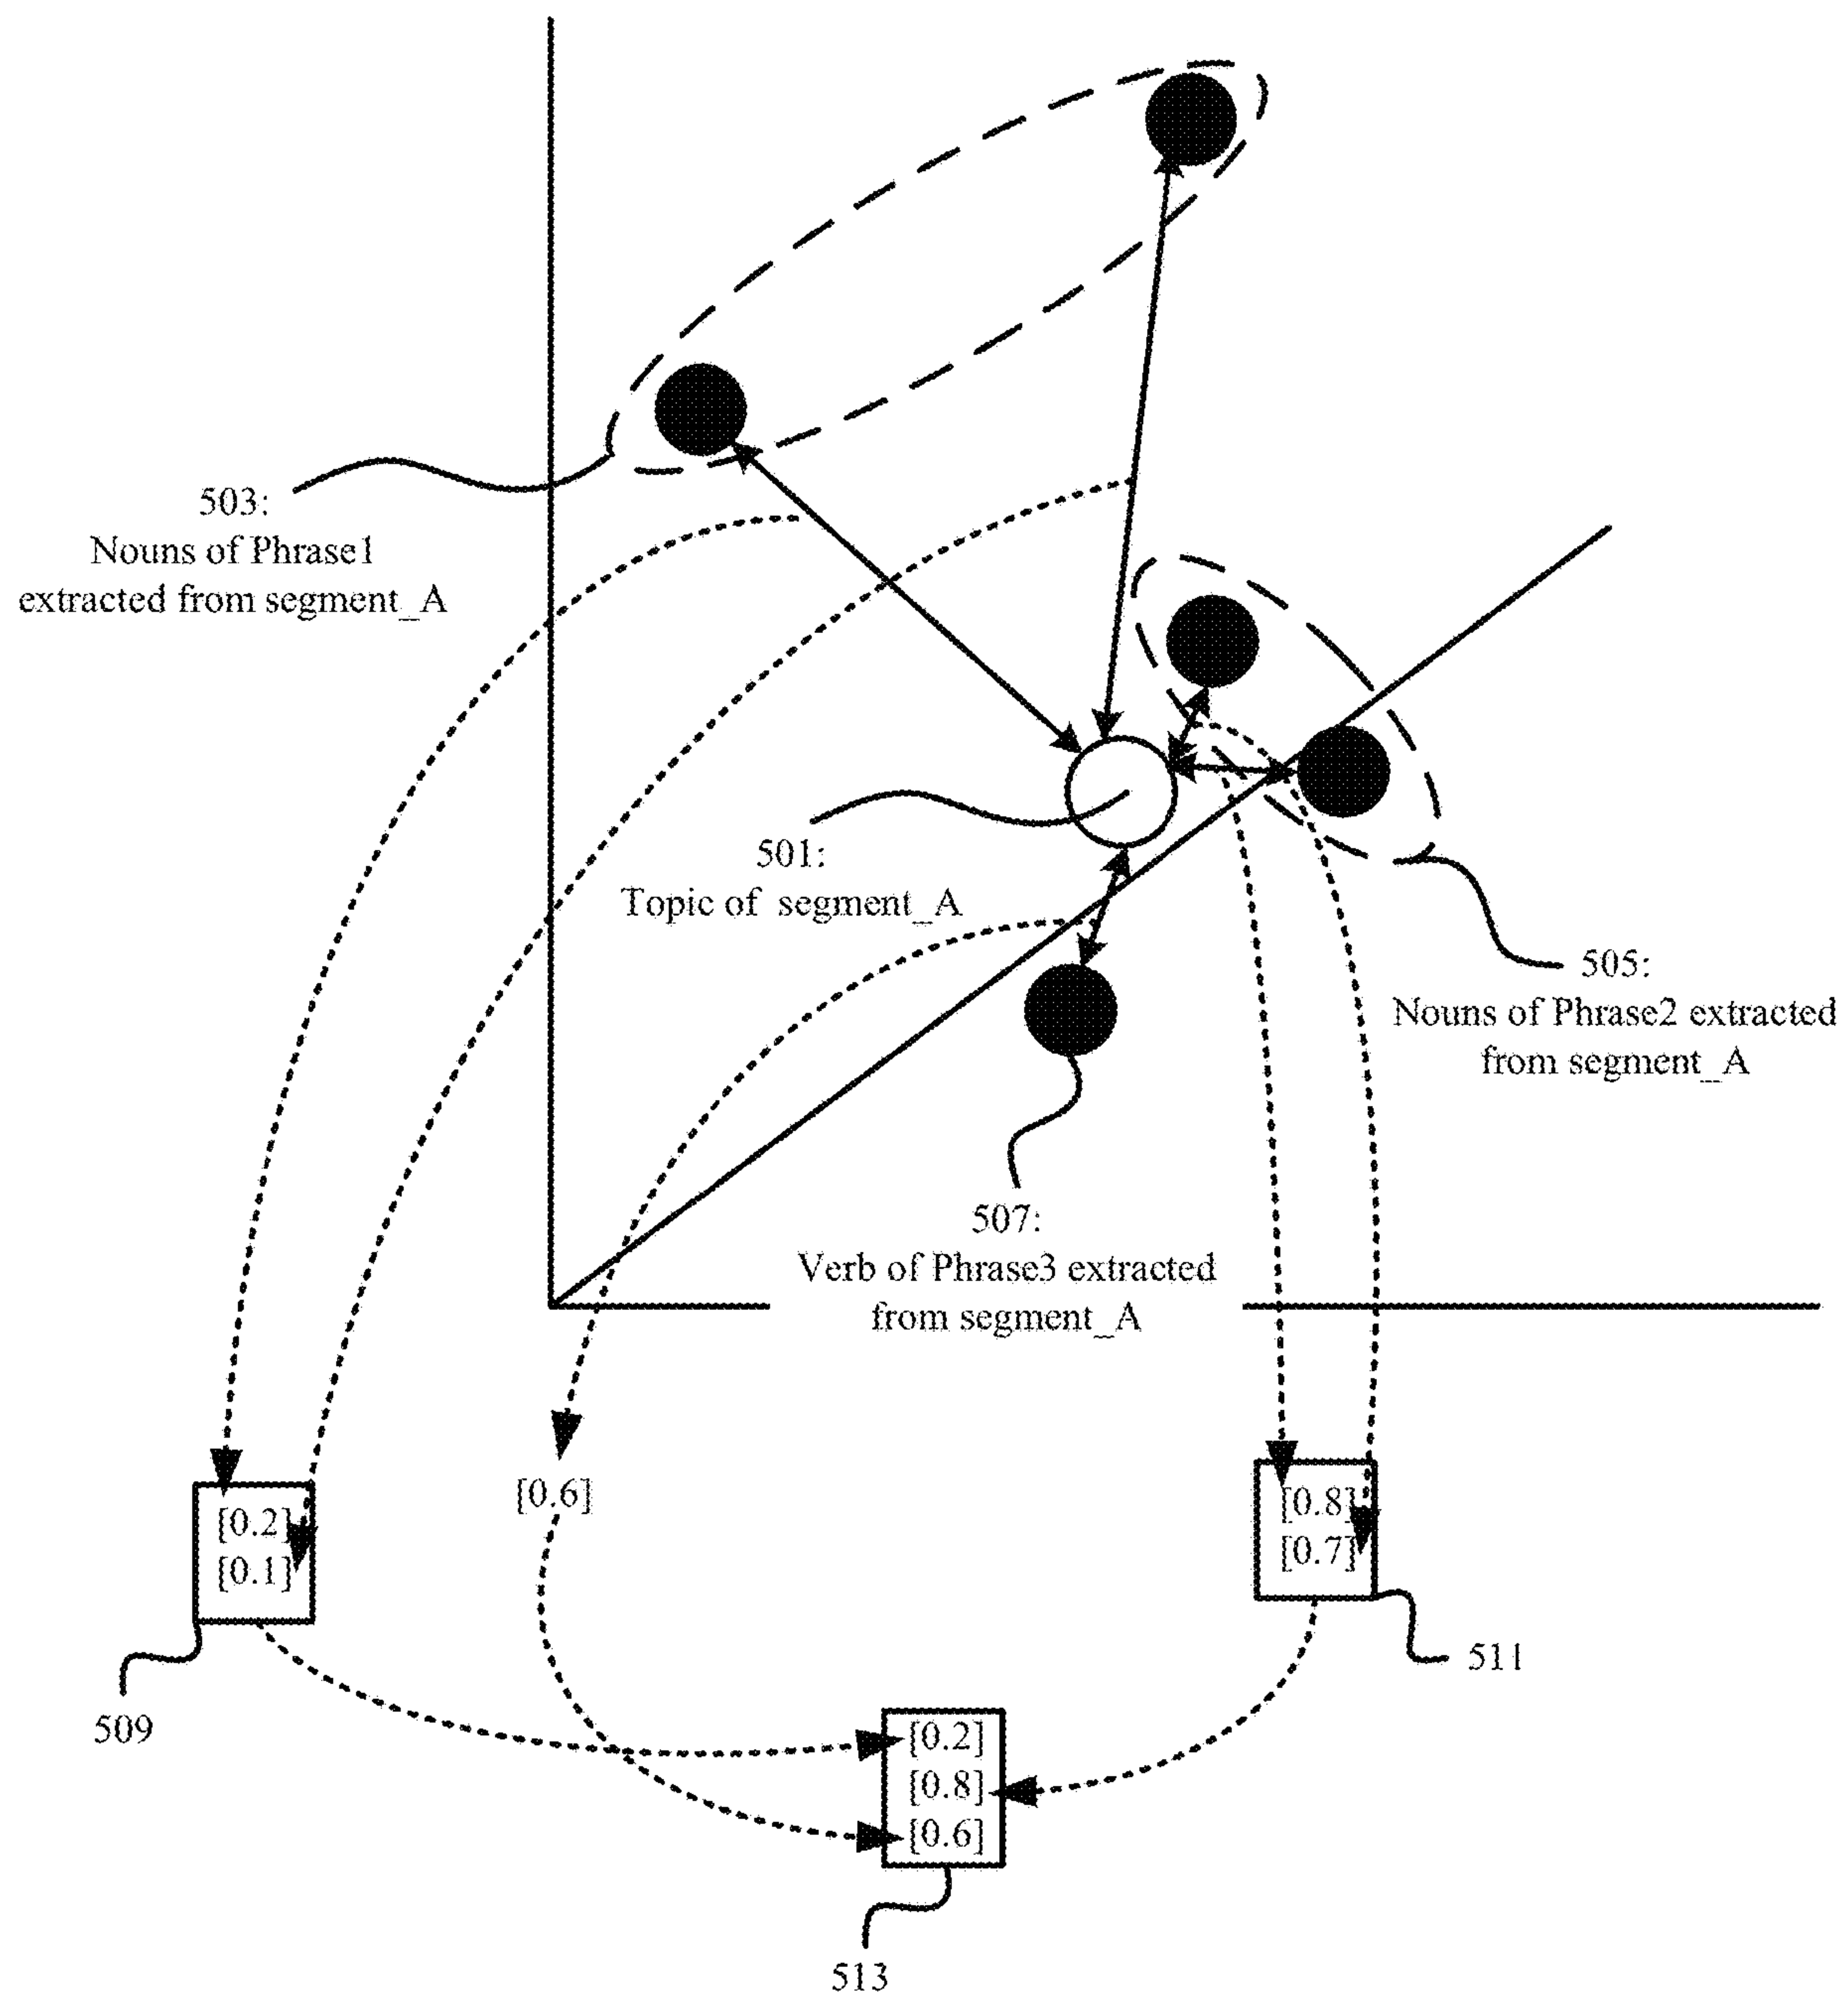 503:
Nouns of Phrase1
extracted from segment_A
501:
Topic of segment_A
505:
Nouns of Phrase2 extracted
from segment_A
507:
Verb of Phrase3 extracted
from segment_A
[0.2]
[0.1]
[0.6]
[0.8]
[0.7]
509
511
[0.2]
[0.8]
[0.6]
513